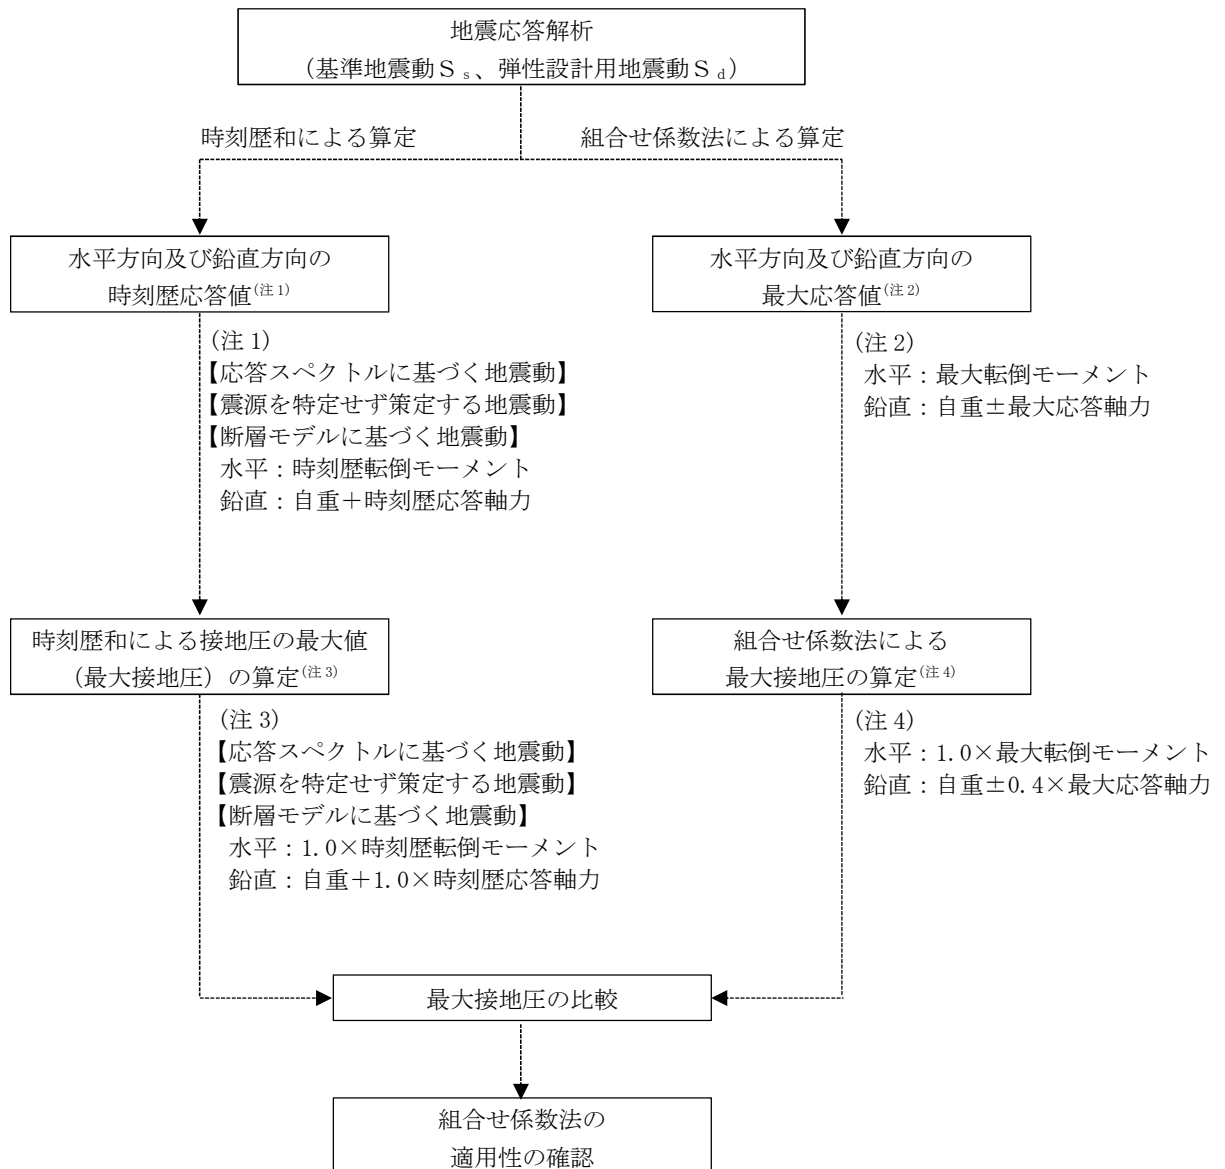 地震応答解析
(基準地震動Ss、弾性設計用地震動Sd)
時刻歴和による算定
組合せ係数法による算定
水平方向及び鉛直方向の
時刻歴応答値(注1)
水平方向及び鉛直方向の
最大応答値(注2)
(注1)
【応答スペクトルに基づく地震動】
【震源を特定せず策定する地震動】
【断層モデルに基づく地震動】
水平:時刻歴転倒モーメント
鉛直:自重+時刻歴応答軸力
(注2)
水平:最大転倒モーメント
鉛直:自重±最大応答軸力
時刻歴和による接地圧の最大値
(最大接地圧)の算定(注3)
組合せ係数法による
最大接地圧の算定(注4)
(注3)
【応答スペクトルに基づく地震動】
【震源を特定せず策定する地震動】
【断層モデルに基づく地震動】
水平:1.0×時刻歴転倒モーメント
鉛直:自重+1.0×時刻歴応答軸力
(注4)
水平:1.0×最大転倒モーメント
鉛直:自重±0.4×最大応答軸力
最大接地圧の比較
組合せ係数法の
適用性の確認